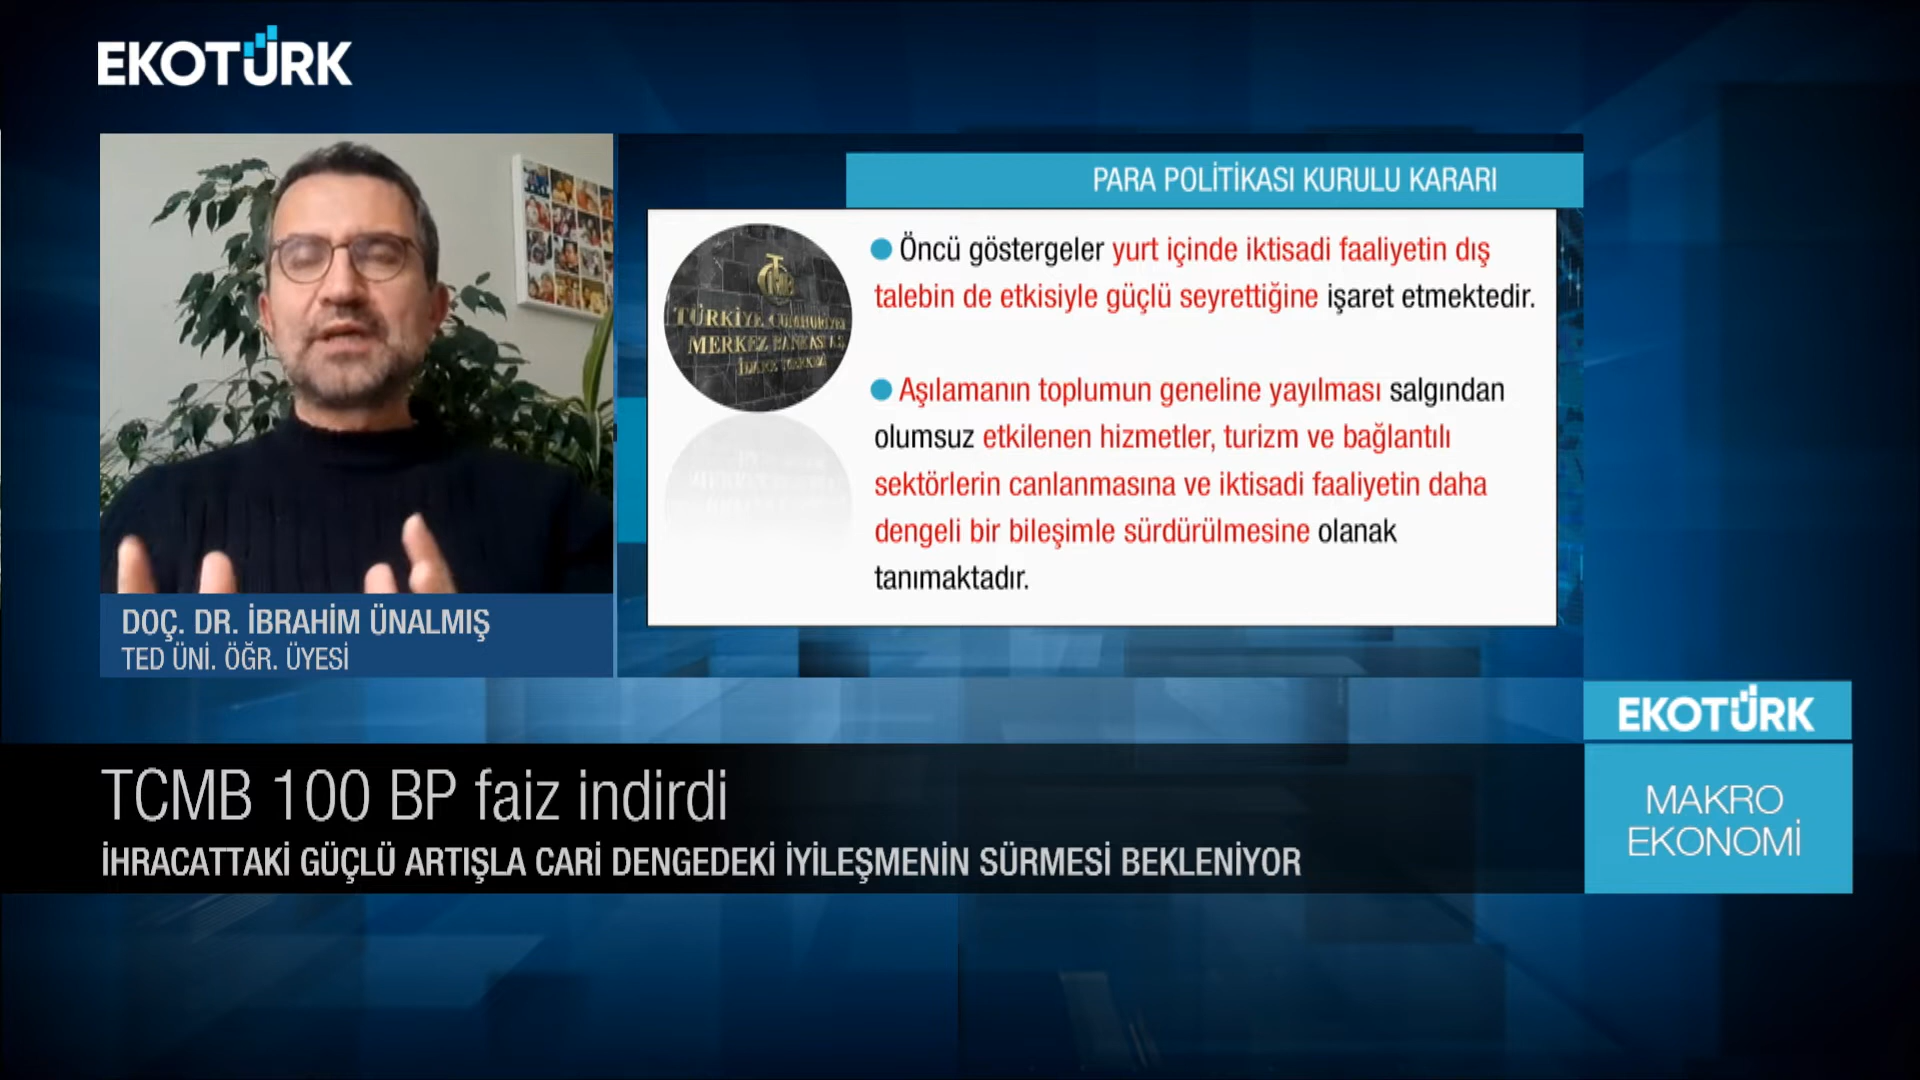 EKOTÜRK
PARA POLİTİKASI KURULU KARARI
Öncü göstergeler yurt içinde iktisadi faaliyetin dış
talebin de etkisiyle güçlü seyrettiğine işaret etmektedir.
TÜRKİYE CUMHURİYET
MERKEZ BANKASI A.Ş.
İDARE MERKEZİ
Aşılamanın toplumun geneline yayılması salgından
olumsuz etkilenen hizmetler, turizm ve bağlantılı
sektörlerin canlanmasına ve iktisadi faaliyetin daha
dengeli bir bileşimle sürdürülmesine olanak
tanımaktadır.
DOÇ. DR. İBRAHİM ÜNALMIŞ
TED ÜNİ. ÖĞR. ÜYESİ
EKOTÜRK
TCMB 100 BP faiz indirdi
İHRACATTAKİ GÜÇLÜ ARTIŞLA CARİ DENGEDEKİ İYİLEŞMENİN SÜRMESİ BEKLENİYOR
MAKRO
EKONOMİ